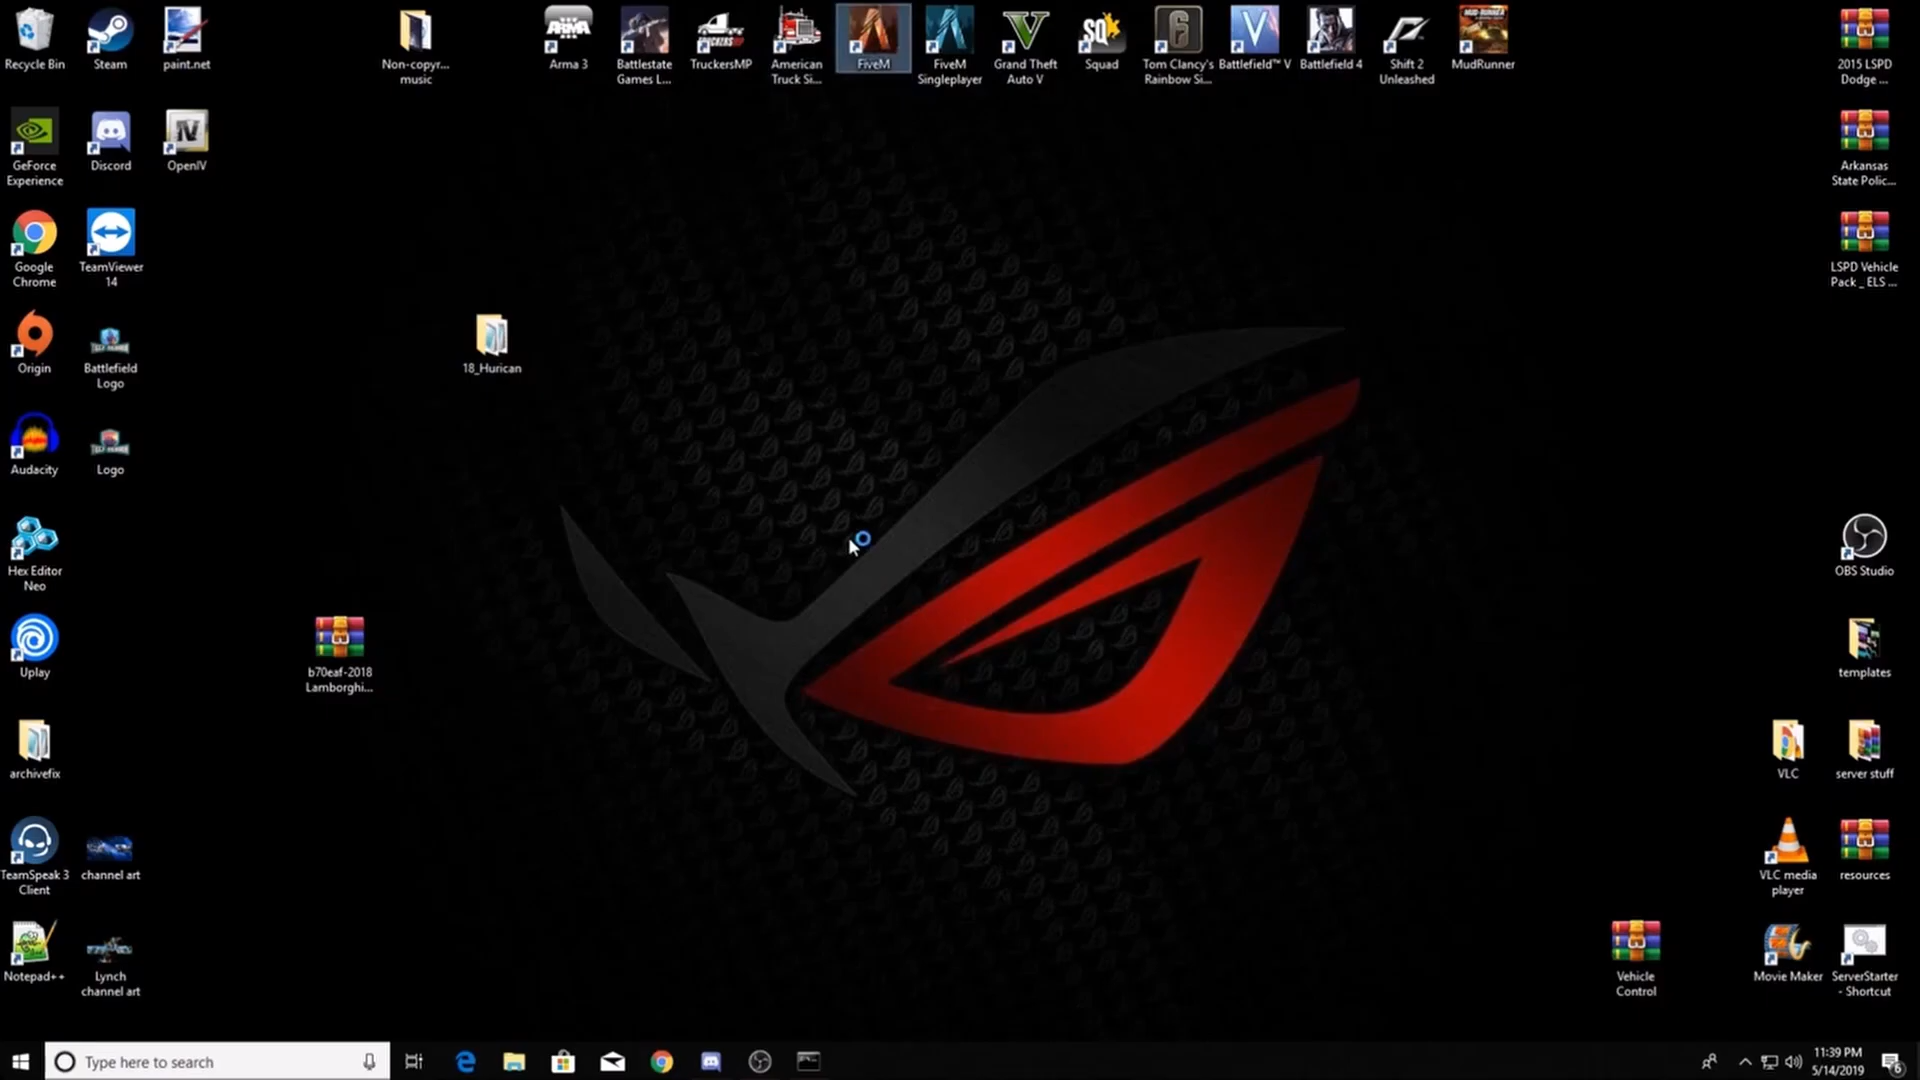 Recycle Bin
Steam
paint.net
Non-copyr...
music
Arma 3
Battlestate
Games L...
TruckersMP
American
Truck Si...
FiveM
FiveM
Singleplayer
Grand Theft
Auto V
Squad
Tom Clancy's
Rainbow Si...
Battlefield™ V
Battlefield 4
Shift 2
Unleashed
MudRunner
2015 LSPD
Dodge ...
GeForce
Experience
Discord
OpenIV
Arkansas
State Polic...
Google
Chrome
TeamViewer
14
LSPD Vehicle
Pack _ ELS ...
Origin
Battlefield
Logo
18_Hurican
Audacity
Logo
Hex Editor
Neo
OBS Studio
Uplay
b70eaf-2018
Lamborghi...
templates
archivefix
VLC
server stuff
TeamSpeak 3
Client
channel art
VLC media
player
resources
Notepad++
Lynch
channel art
Vehicle
Control
Movie Maker
ServerStarter
- Shortcut
Type here to search
11:39 PM
5/14/2019
6